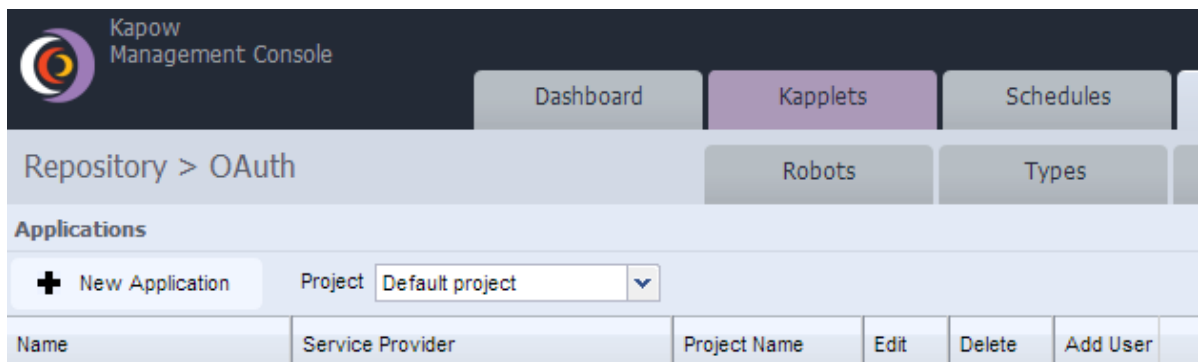 Kapow
Management Console
Dashboard Kapplets Schedules
Repository > OAuth Robots Types
Applications
New Application Project Default project
Name Service Provider Project Name Edit Delete Add User